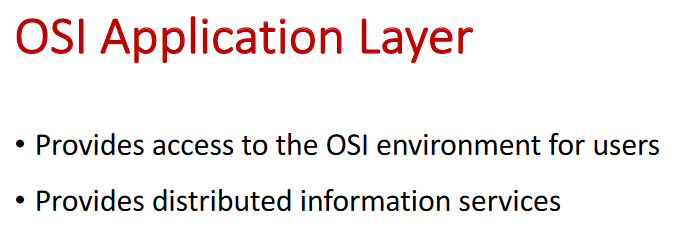 OSI Application Layer
• Provides access to the OSI environment for users
• Provides distributed information services